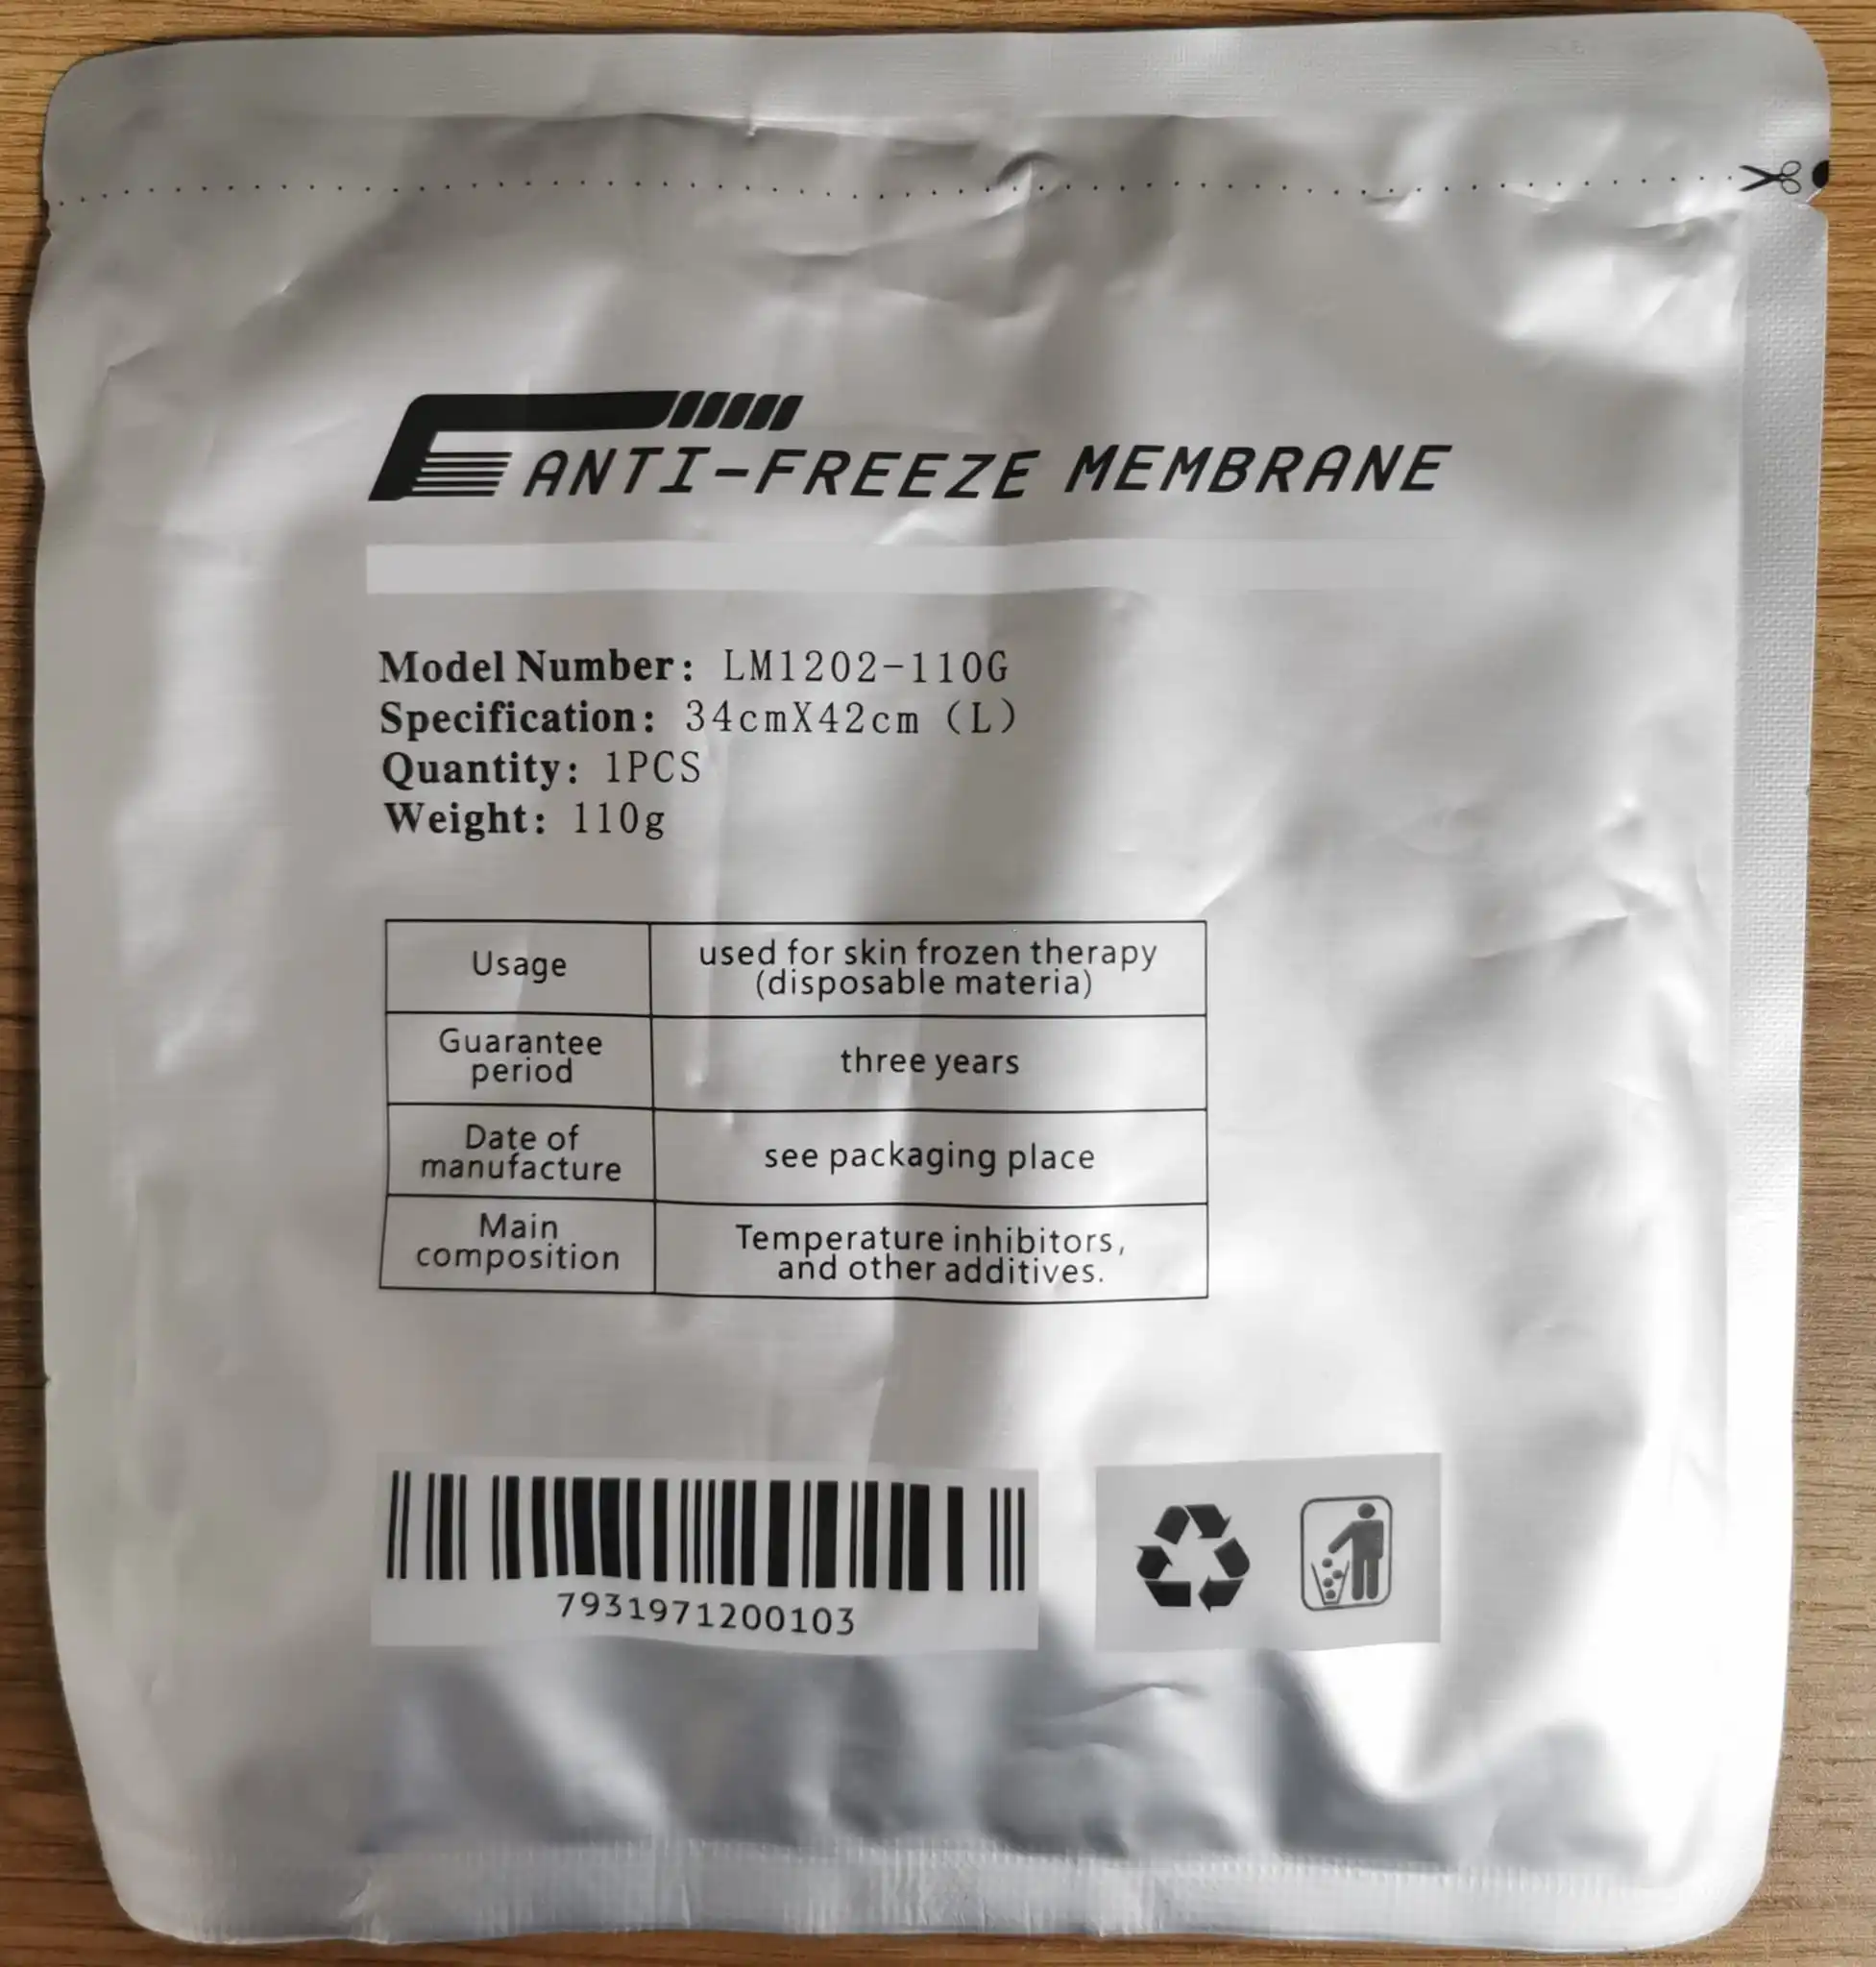 ANTI-FREEZE MEMBRANE
Model Number: LM1202-110G
Specification: 34cmX42cm (L)
Quantity: 1PCS
Weight: 110g
Usage
used for skin frozen therapy
(disposable materia)
Guarantee
period
three years
Date of
manufacture
see packaging place
Main
composition
Temperature inhibitors,
and other additives.
7931971200103